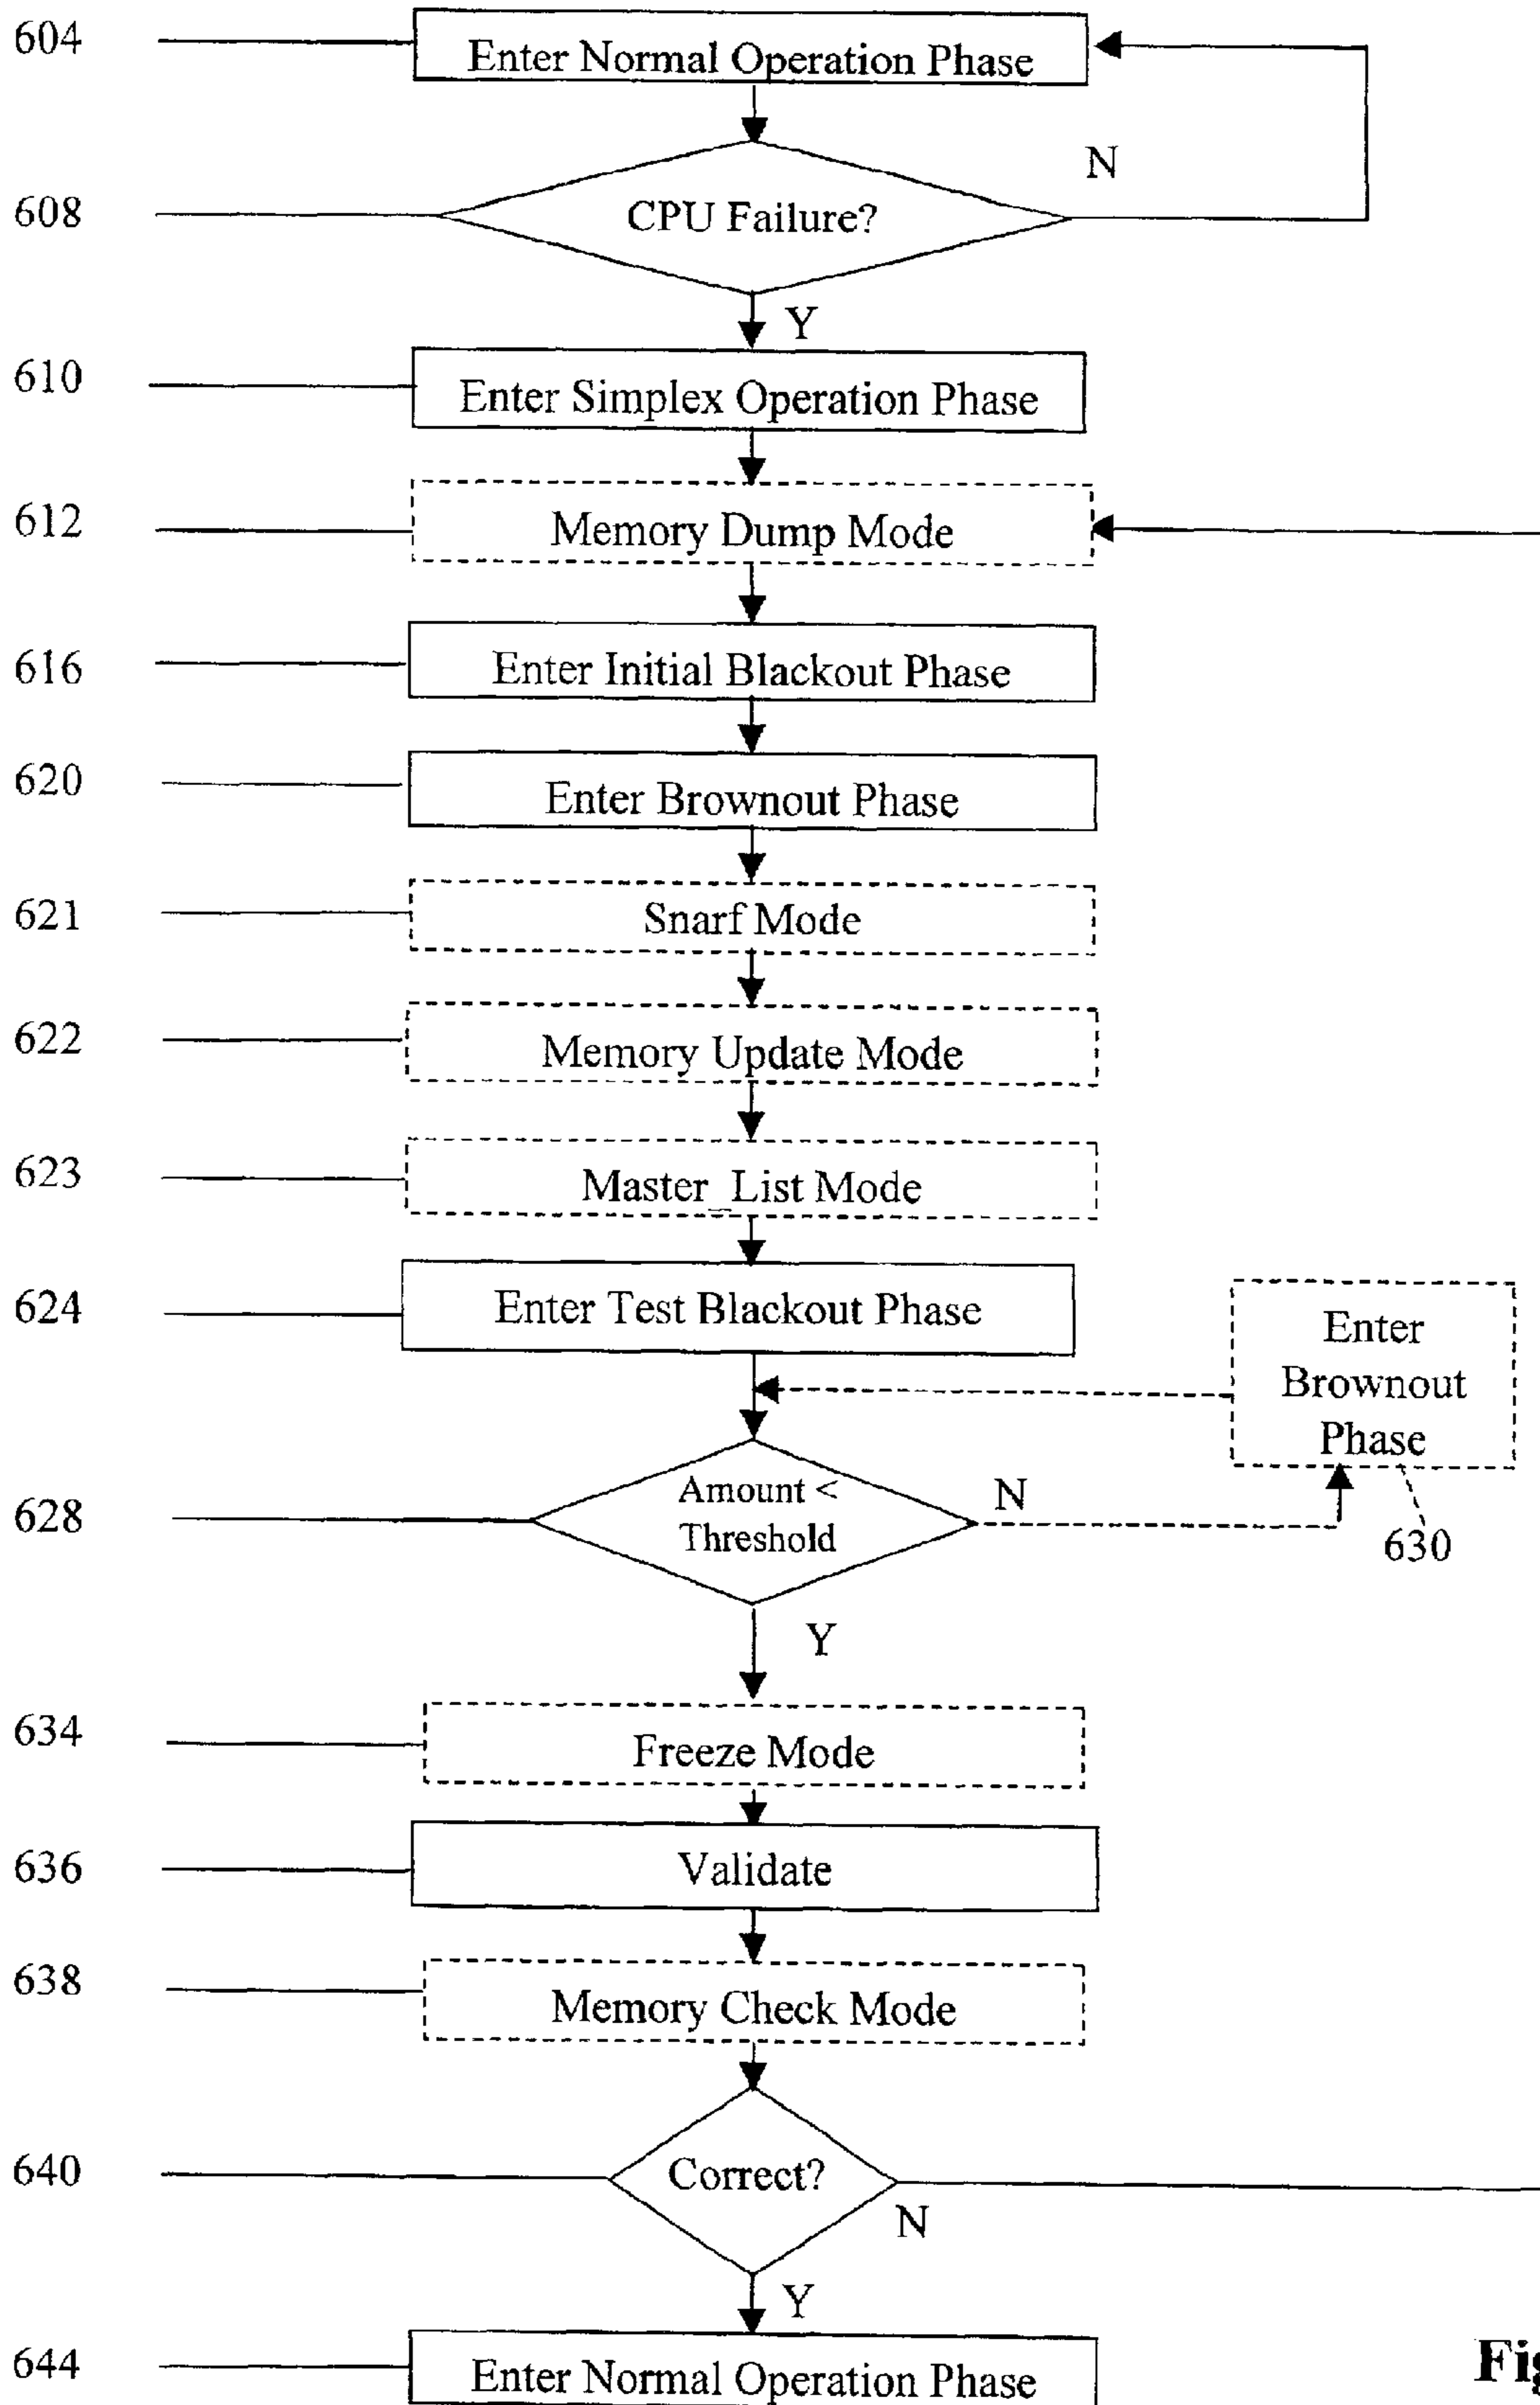 604
Enter Normal Operation Phase
N
608
CPU Failure?
Y
610
Enter Simplex Operation Phase
612
Memory Dump Mode
616
Enter Initial Blackout Phase
620
Enter Brownout Phase
621
Snarf Mode
622
Memory Update Mode
623
Master_List Mode
624
Enter Test Blackout Phase
Enter
Brownout
Phase
628
Amount <
Threshold
N
630
Y
634
Freeze Mode
636
Validate
638
Memory Check Mode
640
Correct?
N
Y
644
Enter Normal Operation Phase